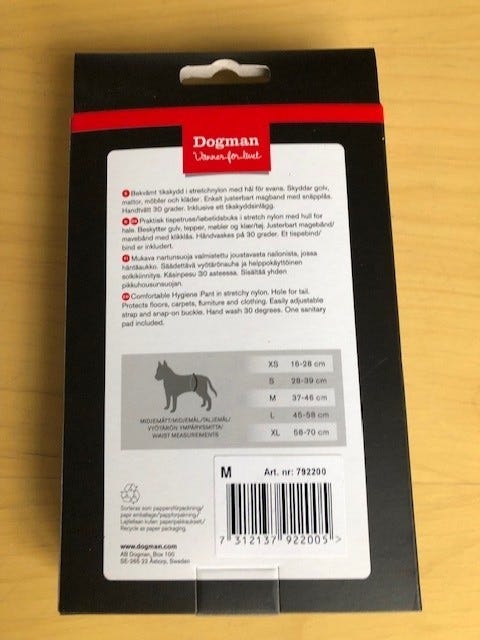 Dogman
Vänner för livet
S Bekvämt tikskydd i stretchnylon med hål för svans. Skyddar golv,
mattor, möbler och kläder. Enkelt justerbart magband med snäpplås.
Handtvätt 30 grader. Inklusive ett tikskyddsinlägg.
N DK Praktisk tispetruse/løbetidsbuks i stretch nylon med hull for
hale. Beskytter gulv, tepper, møbler og klær/tøj. Justerbart magebånd/
mavebånd med klikklås. Håndvaskes på 30 grader. Et tispebind/
bind er inkludert.
FI Mukava nartunsuoja valmistettu joustavasta nailonista, jossa
häntäaukko. Säädettävä vyötärönauha ja helppokäyttöinen
solkikiinnitys. Käsinpesu 30 asteessa. Sisältää yhden
pikkuhousunsuojan.
Comfortable Hygiene Pant in stretchy nylon. Hole for tail.
Protects floors, carpets, furniture and clothing. Easily adjustable
strap and snap-on buckle. Hand wash 30 degrees. One sanitary
pad included.
MIDJEMÅTT/MIDJEMÅL/TALJEMÅL/
VYÖTÄRÖN YMPÄRYSMITTA/
WAIST MEASUREMENTS
XS 16-28 cm
S 28-39 cm
M 37-46 cm
L 45-58 cm
XL 56-70 cm
M Art. nr: 792200
7 312137 922005 >
Sorteras som pappersförpackning/
papir emballage/pappforpakning/
Lajitellaan kuten paperipakkaukset/
Recycle as paper packaging.
www.dogman.com
AB Dogman, Box 100
SE-265 22 Åstorp, Sweden